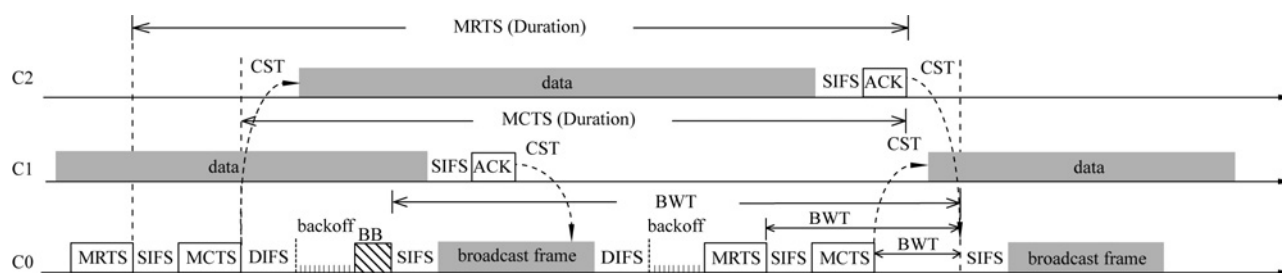 MRTS (Duration)
C2 CST data SIFS ACK CST
MCTS (Duration)
C1 data SIFS ACK CST CST data
BWT
backoff backoff BWT
BB BWT
C0 MRTS SIFS MCTS DIFS SIFS broadcast frame DIFS MRTS SIFS MCTS SIFS broadcast frame